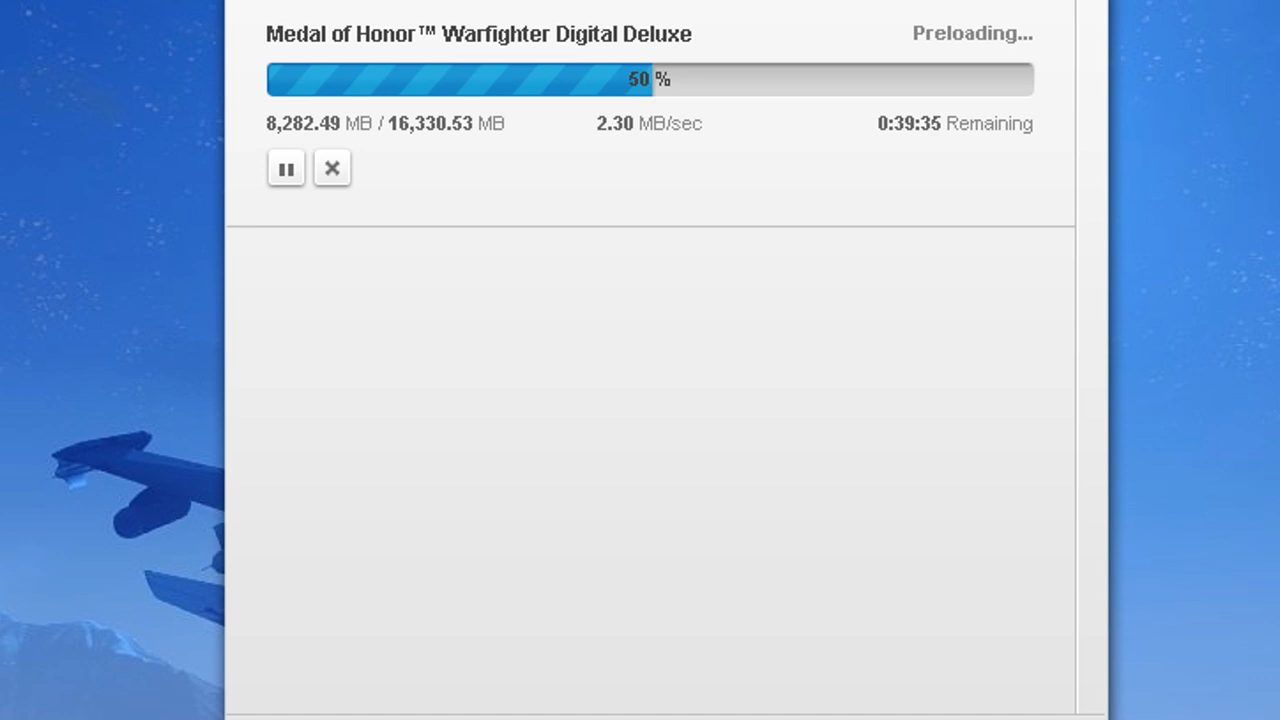 Medal of Honor™ Warfighter Digital Deluxe Preloading...
50 %
8,282.49 MB / 16,330.53 MB 2.30 MB/sec 0:39:35 Remaining